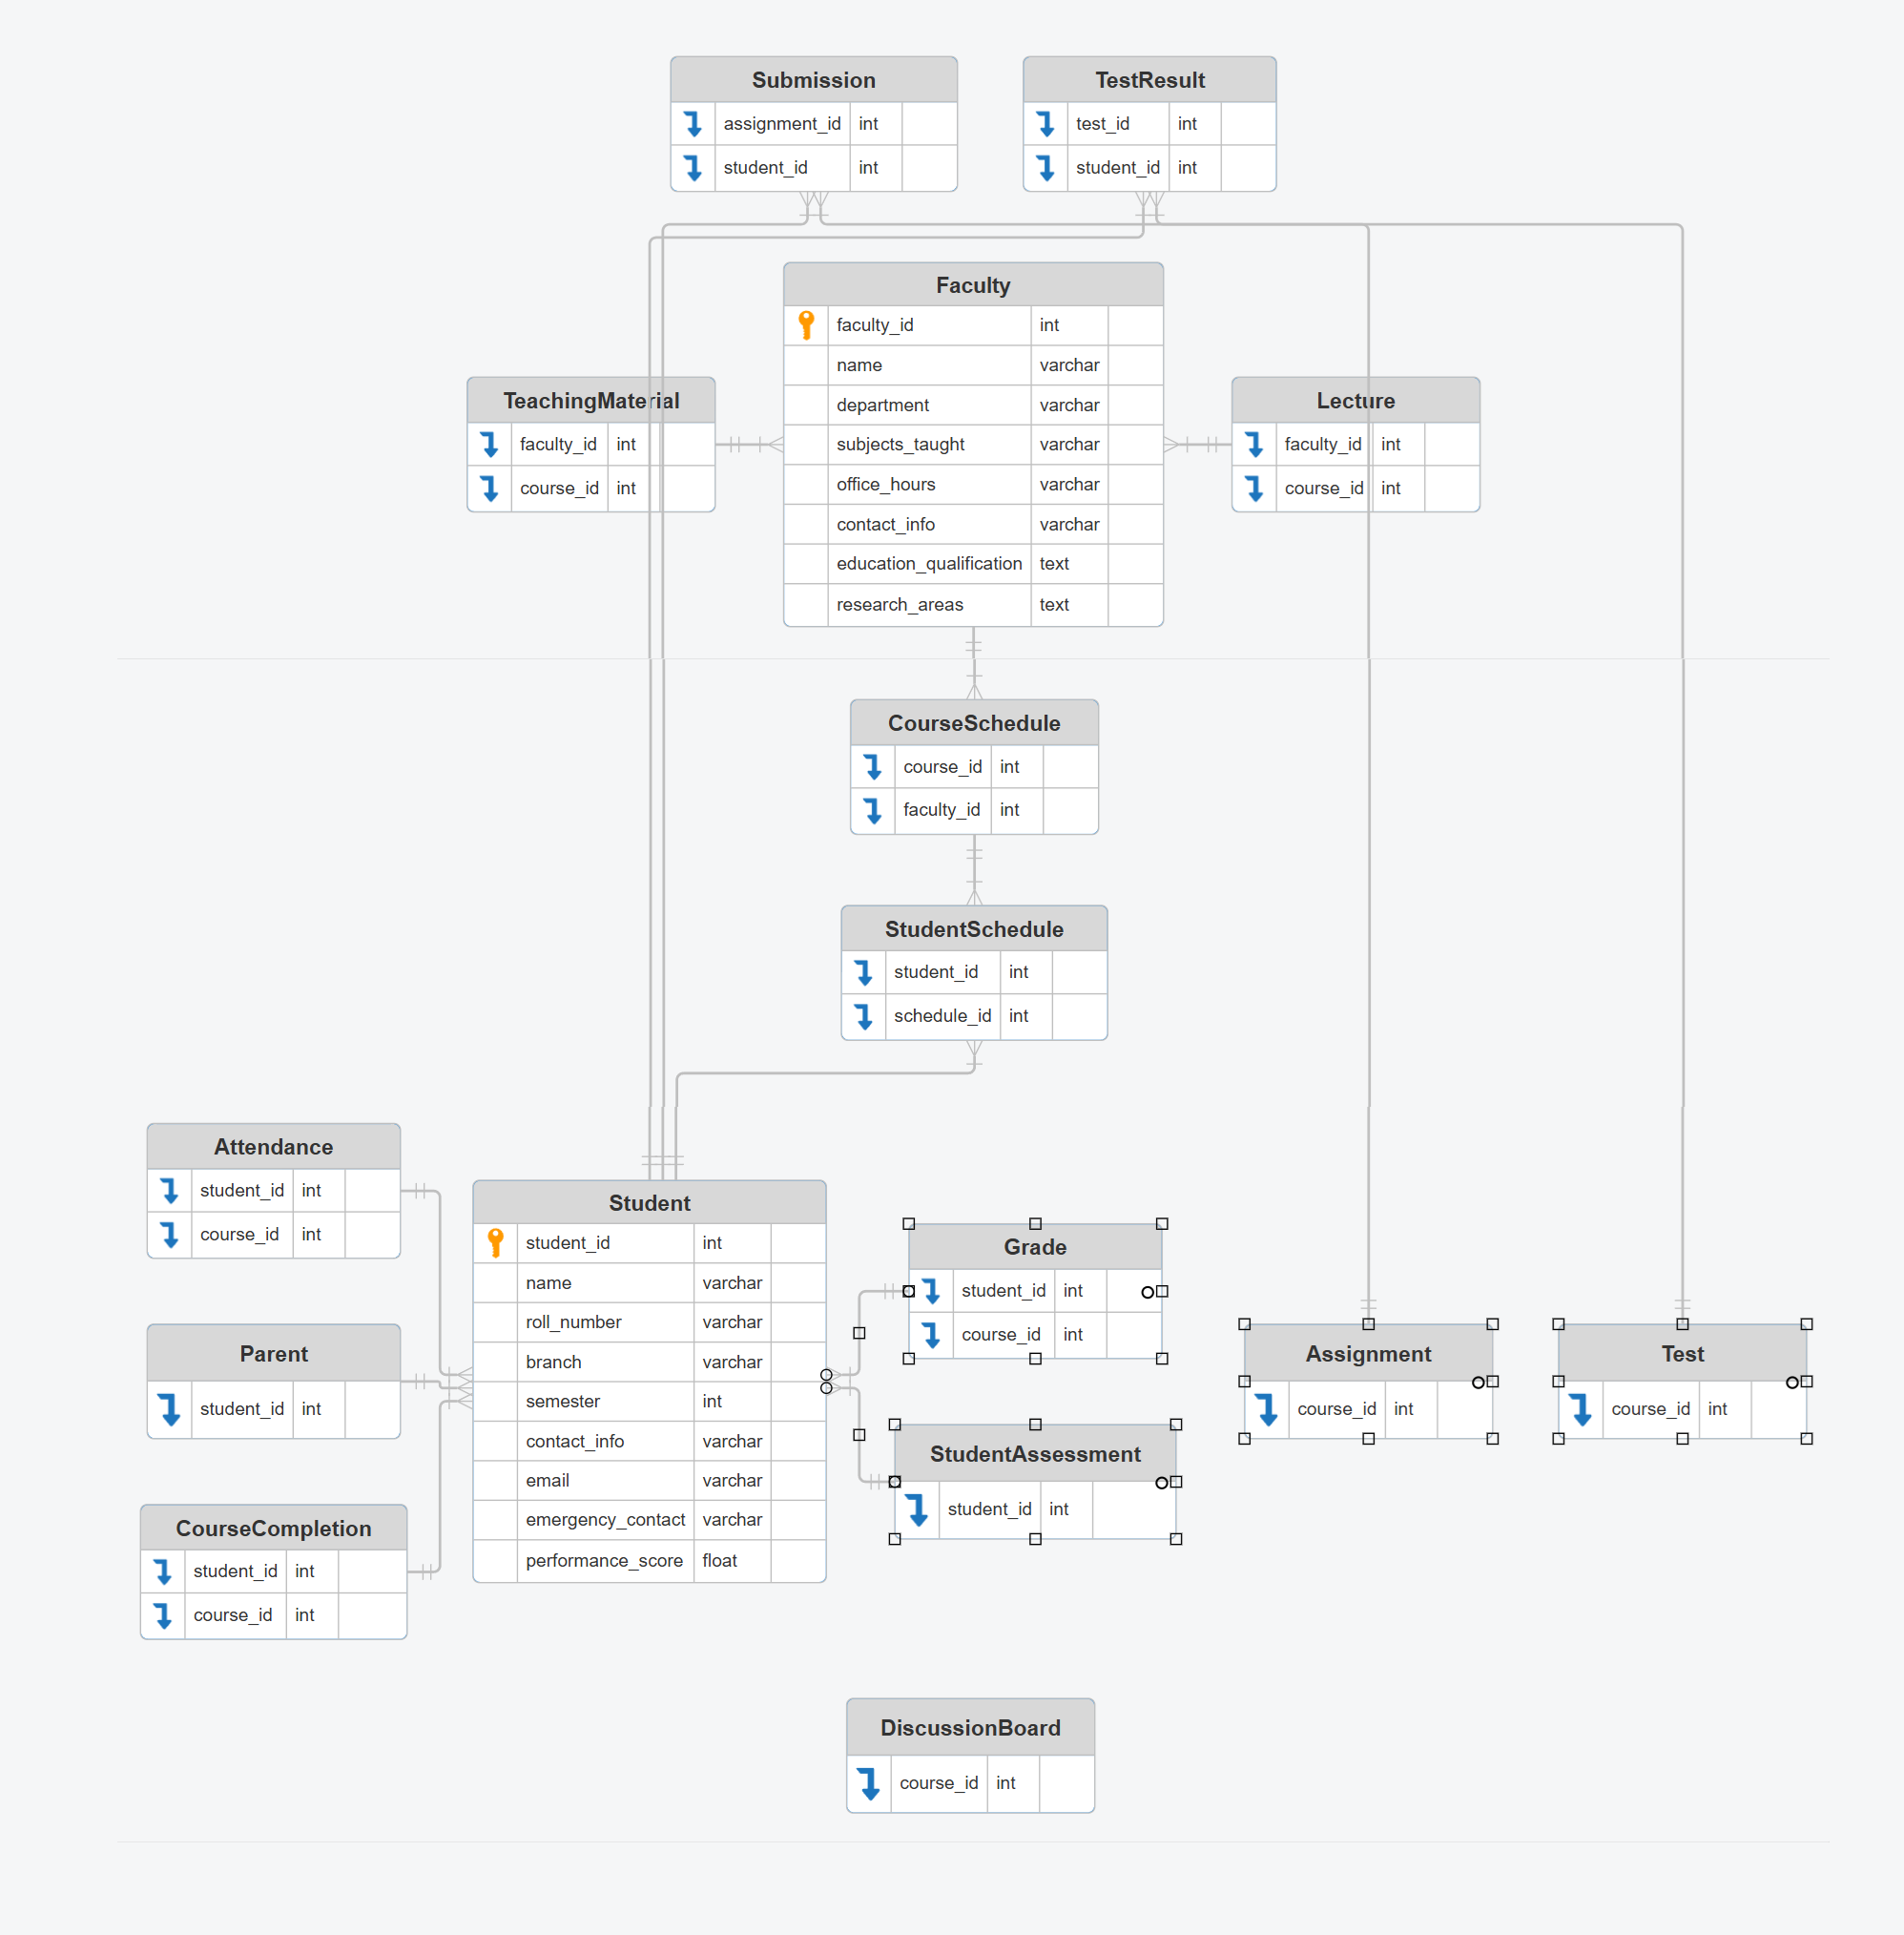 Submission
assignment_id int
student_id int
TestResult
test_id int
student_id int
Faculty
faculty_id int
name varchar
department varchar
subjects_taught varchar
office_hours varchar
contact_info varchar
education_qualification text
research_areas text
TeachingMaterial
faculty_id int
course_id int
Lecture
faculty_id int
course_id int
CourseSchedule
course_id int
faculty_id int
StudentSchedule
student_id int
schedule_id int
Attendance
student_id int
course_id int
Parent
student_id int
CourseCompletion
student_id int
course_id int
Student
student_id int
name varchar
roll_number varchar
branch varchar
semester int
contact_info varchar
email varchar
emergency_contact varchar
performance_score float
Grade
student_id int
course_id int
StudentAssessment
student_id int
Assignment
course_id int
Test
course_id int
DiscussionBoard
course_id int